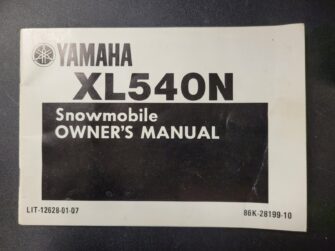 YAMAHA
XL540N
Snowmobile
OWNER'S MANUAL
LIT-12628-01-07
86K-28199-10